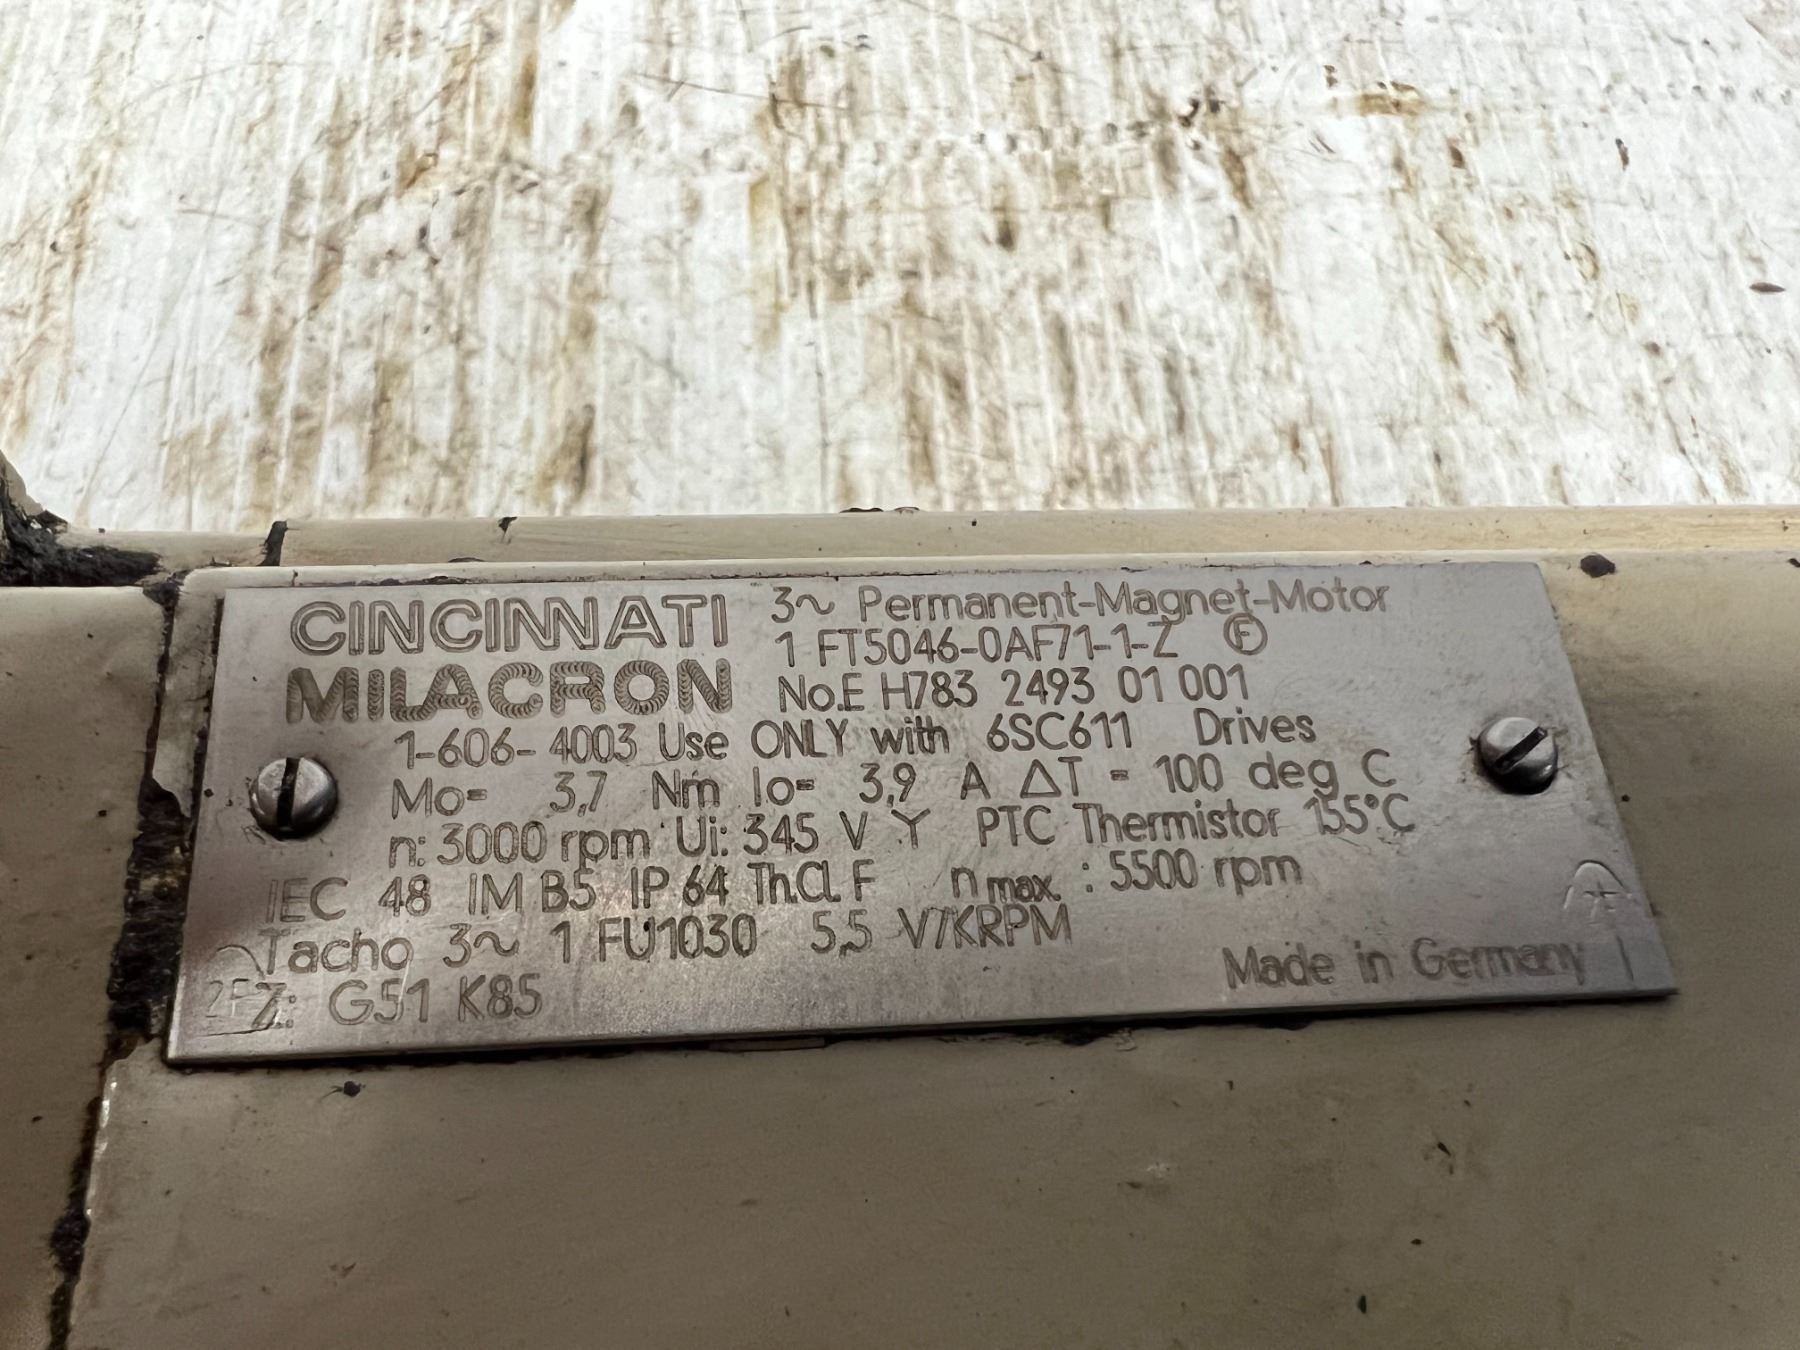 CINCINNATI
MILACRON
3~ Permanent-Magnet-Motor
1 FT5046-0AF71-1-Z F
No.E H783 2493 01 001
1-606-4003 Use ONLY with 6SC611 Drives
Mo= 3,7 Nm Io= 3,9 A ΔT = 100 deg C
n: 3000 rpm Ui: 345 V Y PTC Thermistor 155°C
IEC 48 IM B5 IP 64 Th.Cl. F n max. : 5500 rpm
Tacho 3~ 1 FU1030 5,5 V/KRPM
Z: G51 K85
Made in Germany